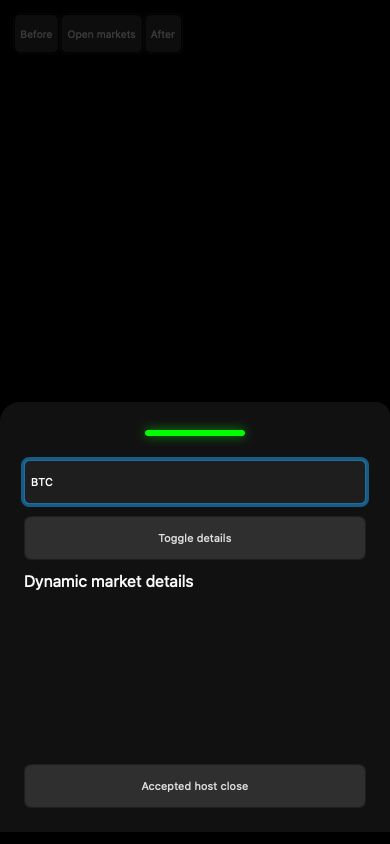 Before Open markets After
BTC
Toggle details
Dynamic market details
Accepted host close